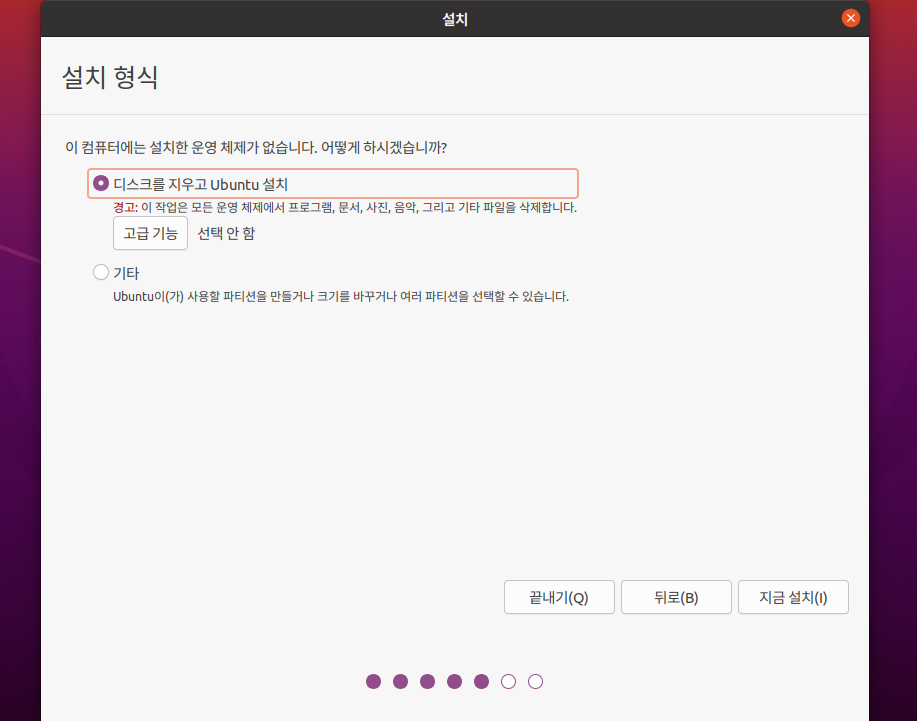 설치
설치 형식
이 컴퓨터에는 설치한 운영 체제가 없습니다. 어떻게 하시겠습니까?
디스크를 지우고 Ubuntu 설치
경고: 이 작업은 모든 운영 체제에서 프로그램, 문서, 사진, 음악, 그리고 기타 파일을 삭제합니다.
고급 기능 선택 안 함
기타
Ubuntu이(가) 사용할 파티션을 만들거나 크기를 바꾸거나 여러 파티션을 선택할 수 있습니다.
끝내기(Q) 뒤로(B) 지금 설치(I)